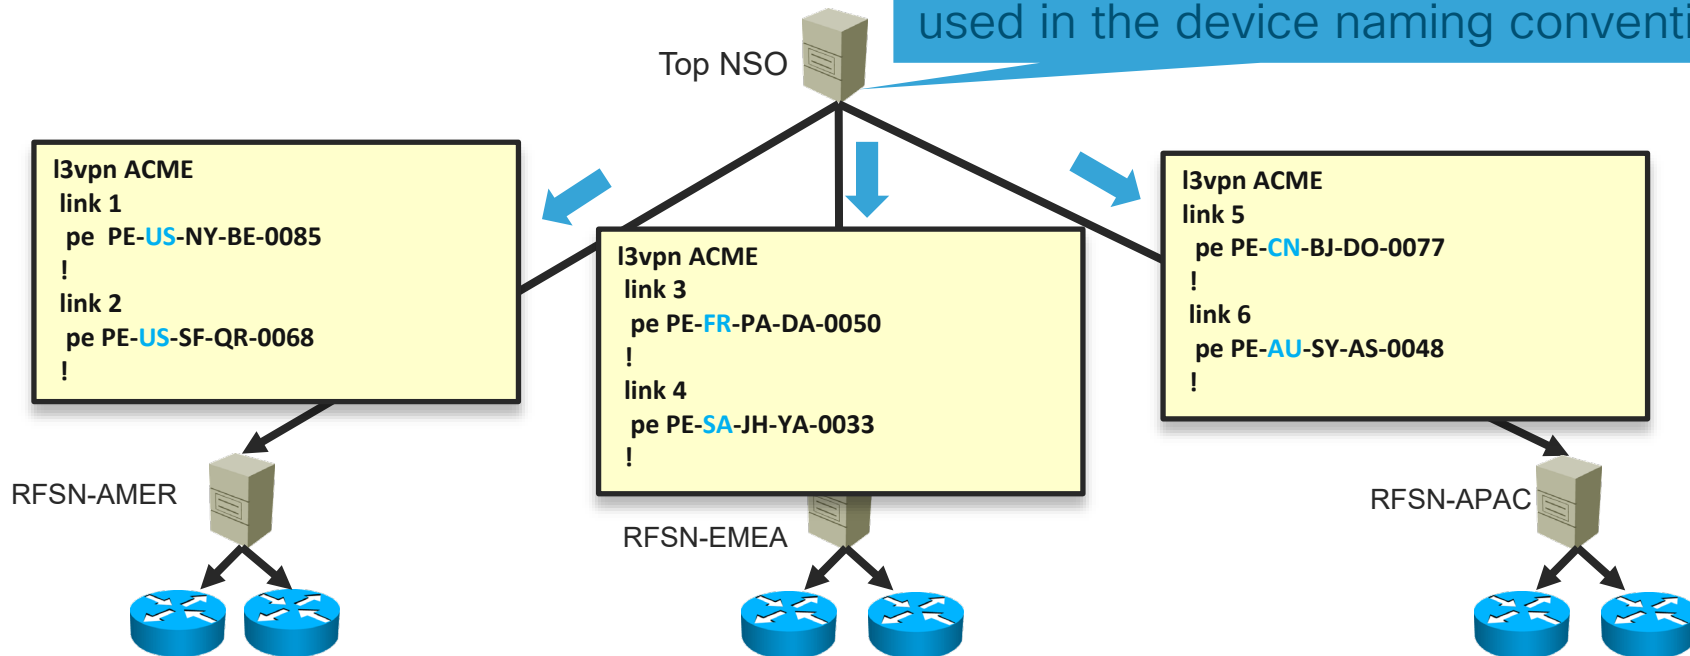 used in the device naming
Top NSO
l3vpn ACME
link 1
pe PE-US-NY-BE-0085
!
link 2
pe PE-US-SF-QR-0068
!
l3vpn ACME
link 3
pe PE-FR-PA-DA-0050
!
link 4
pe PE-SA-JH-YA-0033
!
l3vpn ACME
link 5
pe PE-CN-BJ-DO-0077
!
link 6
pe PE-AU-SY-AS-0048
!
RFSN-AMER
RFSN-EMEA
RFSN-APAC